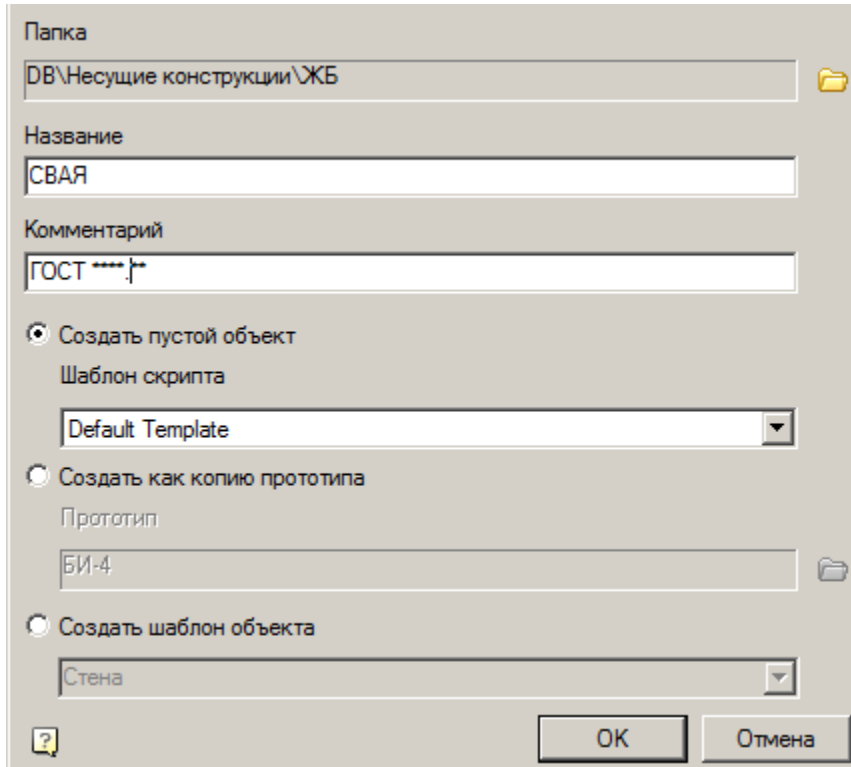 Папка
DB\Несущие конструкции\ЖБ
Название
СВАЯ
Комментарий
ГОСТ ****.**
Создать пустой объект
Шаблон скрипта
Default Template
Создать как копию прототипа
Прототип
БИ-4
Создать шаблон объекта
Стена
?
OK Отмена